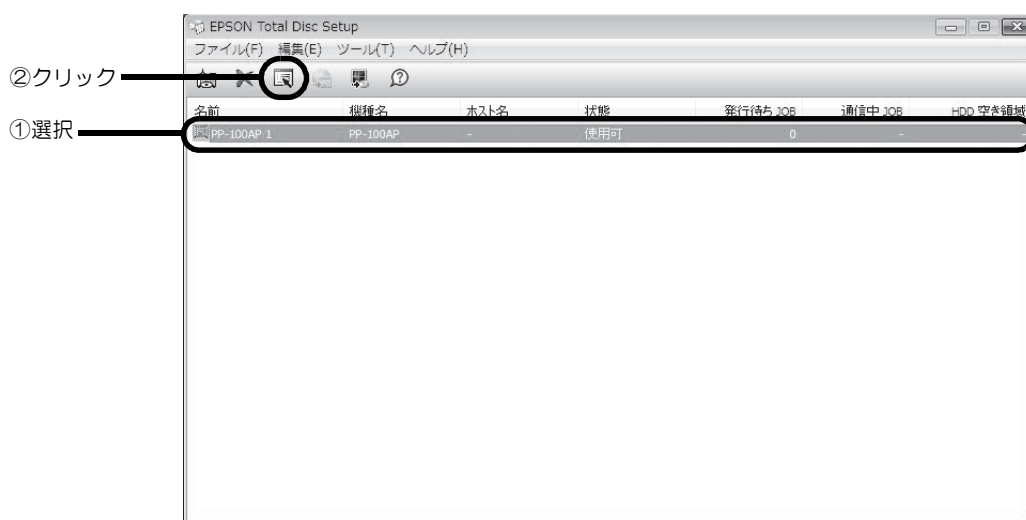 EPSON Total Disc Setup
ファイル(F) 編集(E) ツール(T) ヘルプ(H)
②クリック
名前 機種名 ホスト名 状態 発行待ち JOB 通信中 JOB HDD 空き領域
①選択
PP-100AP 1 PP-100AP - 使用可 0 - -